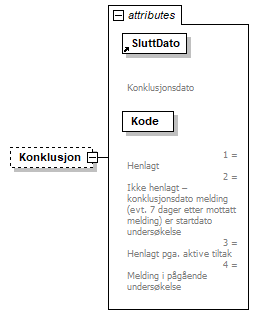 attributes
SluttDato
Konklusjonsdato
Kode
1 =
Henlagt
2 =
Ikke henlagt –
konklusjonsdato melding
(evt. 7 dager etter mottatt
melding) er startdato
undersøkelse
3 =
Henlagt pga. aktive tiltak
4 =
Melding i pågående
undersøkelse
Konklusjon